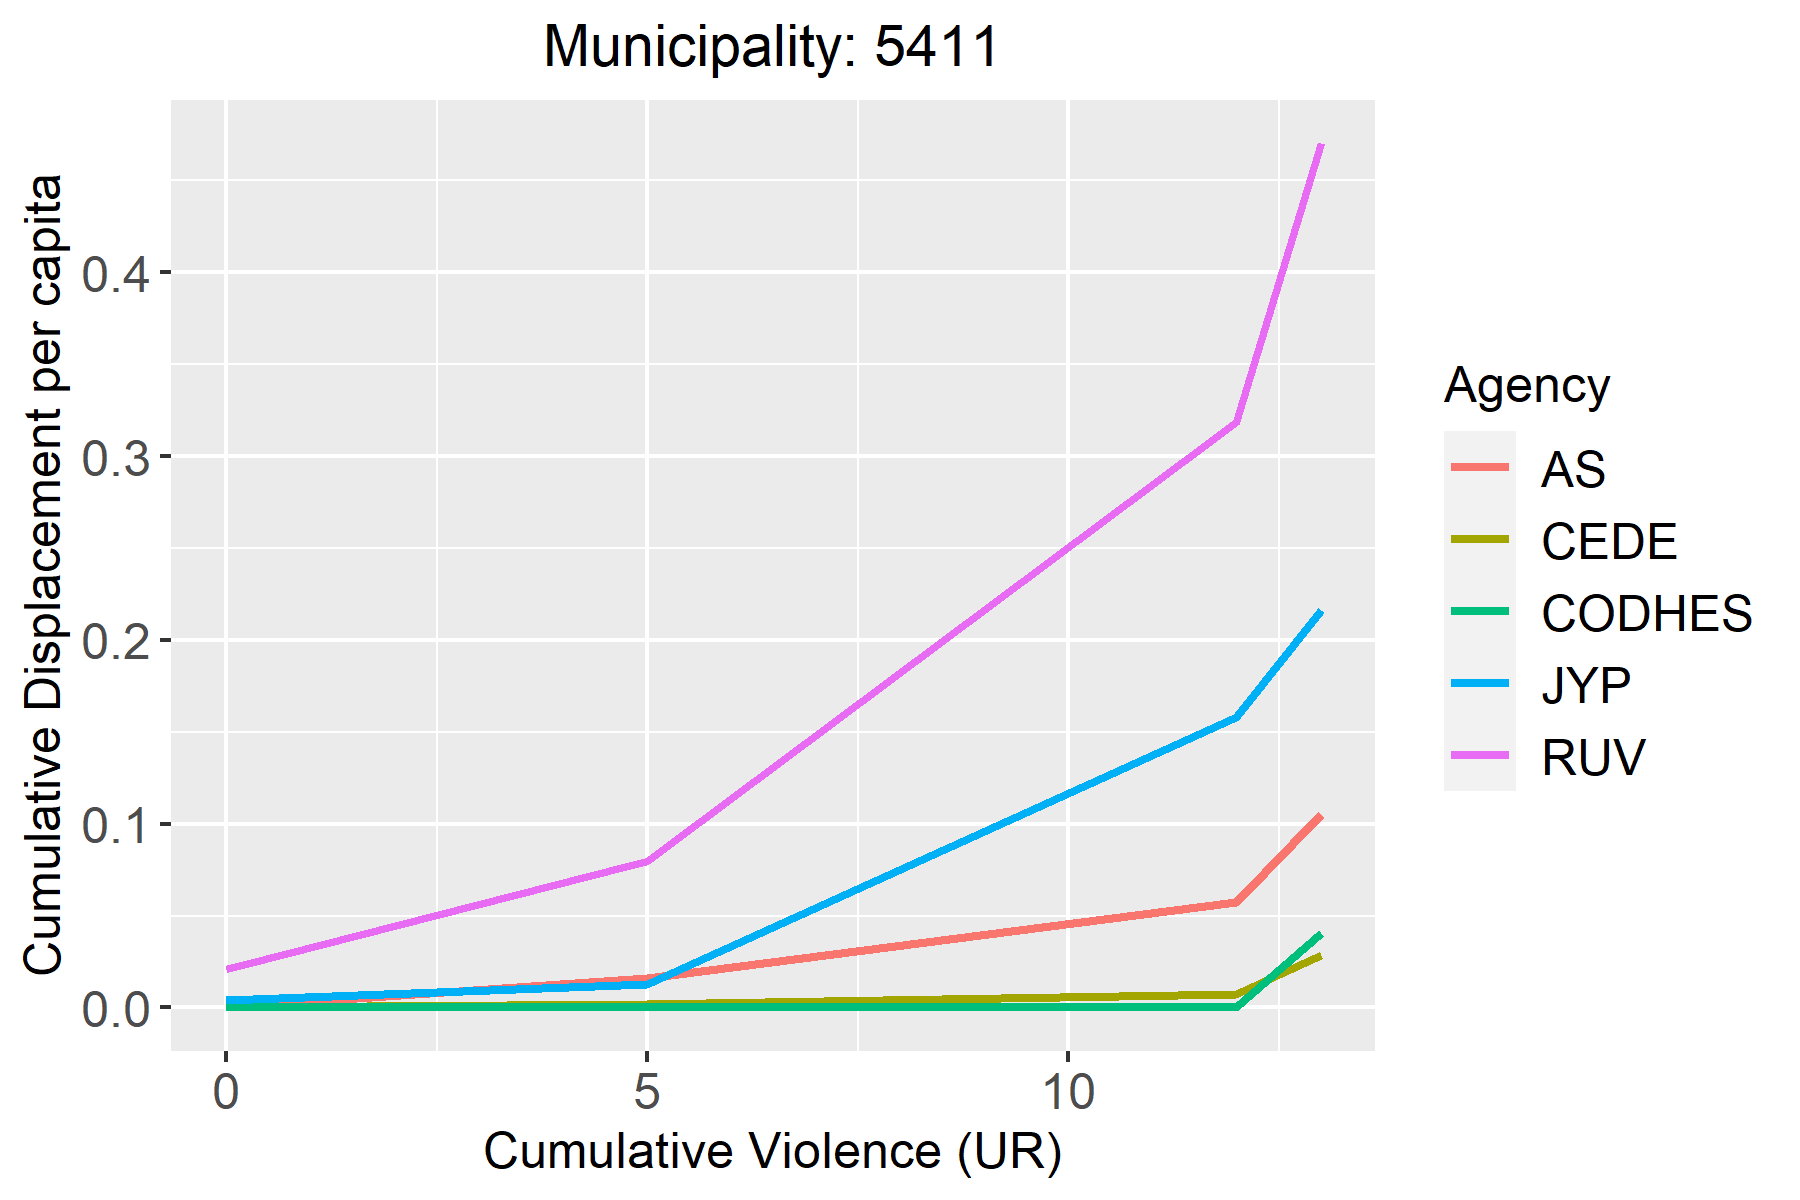 Municipality: 5411
Cumulative Displacement per capita
0.4
0.3
0.2
0.1
0.0
0
5
10
Cumulative Violence (UR)
Agency
AS
CEDE
CODHES
JYP
RUV